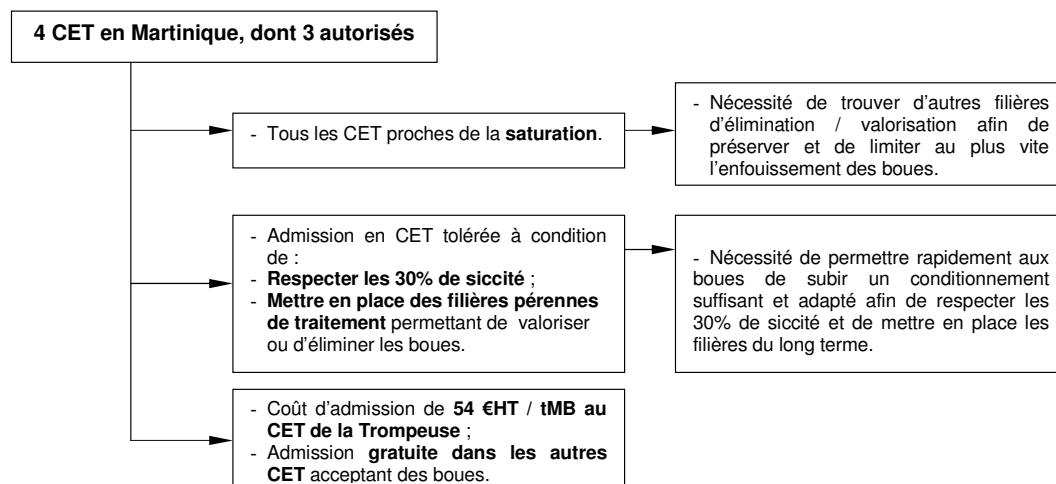 4 CET en Martinique, dont 3 autorisés
- Tous les CET proches de la saturation.
- Nécessité de trouver d'autres filières
d'élimination / valorisation afin de
préserver et de limiter au plus vite
l'enfouissement des boues.
- Admission en CET tolérée à condition
de :
- Respecter les 30% de siccité ;
- Mettre en place des filières pérennes
de traitement permettant de valoriser
ou d'éliminer les boues.
- Nécessité de permettre rapidement aux
boues de subir un conditionnement
suffisant et adapté afin de respecter les
30% de siccité et de mettre en place les
filières du long terme.
- Coût d'admission de 54 €HT / tMB au
CET de la Trompeuse ;
- Admission gratuite dans les autres
CET acceptant des boues.